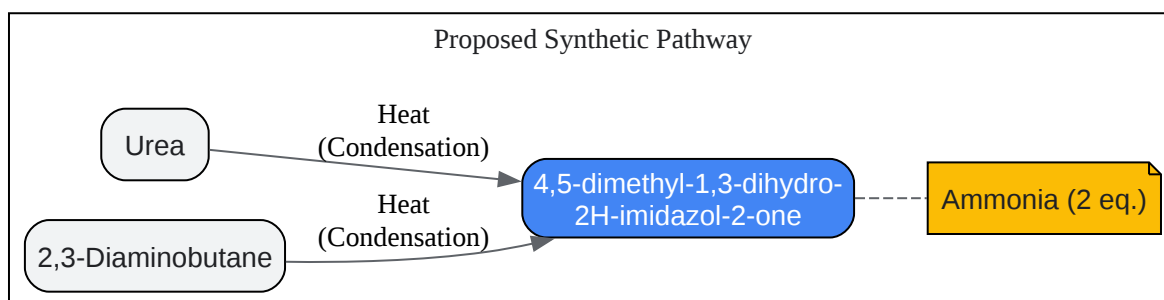 Proposed Synthetic Pathway
Heat
(Condensation)
Urea
4,5-dimethyl-1,3-dihydro-
2H-imidazol-2-one
Ammonia (2 eq.)
Heat
(Condensation)
2,3-Diaminobutane